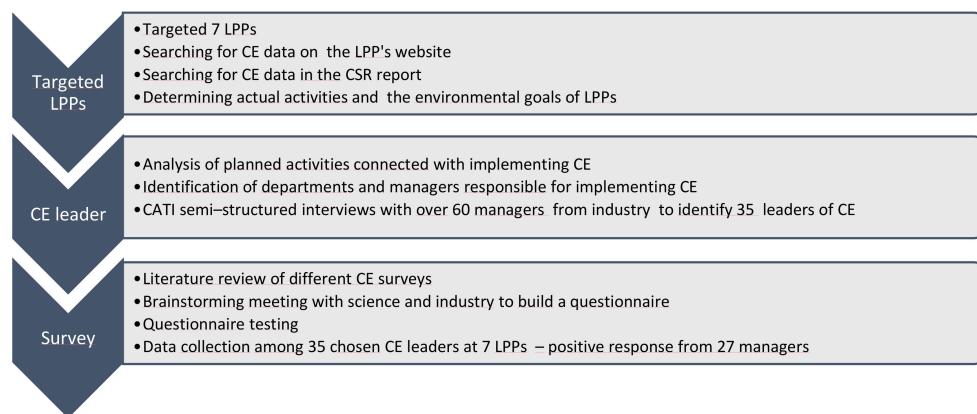 Targeted
LPPs
•Targeted 7 LPPs
•Searching for CE data on  the LPP's website
•Searching for CE data in the CSR report
•Determining actual activities and  the environmental goals of LPPs
CE leader
•Analysis of planned activities connected with implementing CE
•Identification of departments and managers responsible for implementing CE
•CATI semi–structured interviews with over 60 managers  from industry  to identify 35  leaders of CE
Survey
•Literature review of different CE surveys
•Brainstorming meeting with science and industry to build a questionnaire
•Questionnaire testing
•Data collection among 35 chosen CE leaders at 7 LPPs  – positive response from 27 managers